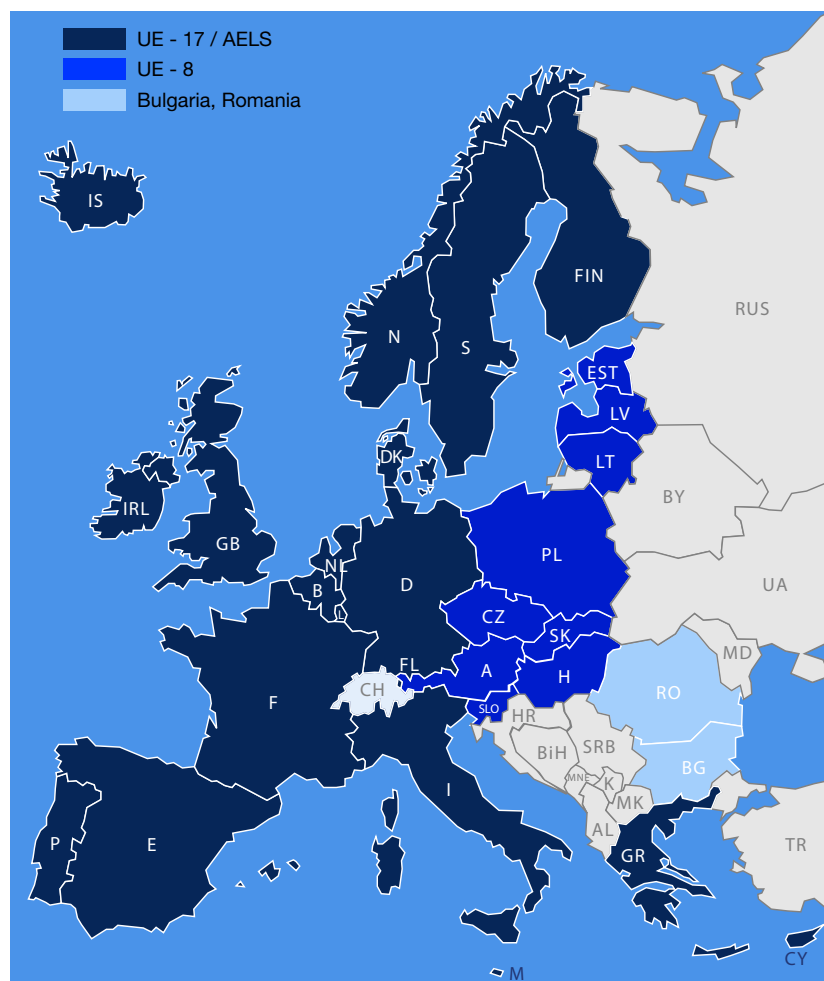 UE - 17 / AELS
UE - 8
Bulgaria, Romania
IS
FIN
RUS
N
S
EST
LV
DK
LT
BY
IRL
GB
PL
NL
D
B
UA
L
CZ
SK
MD
FL
A
H
CH
RO
F
SLO
HR
SRB
BiH
BG
MNE
K
I
MK
AL
P
E
GR
TR
CY
M